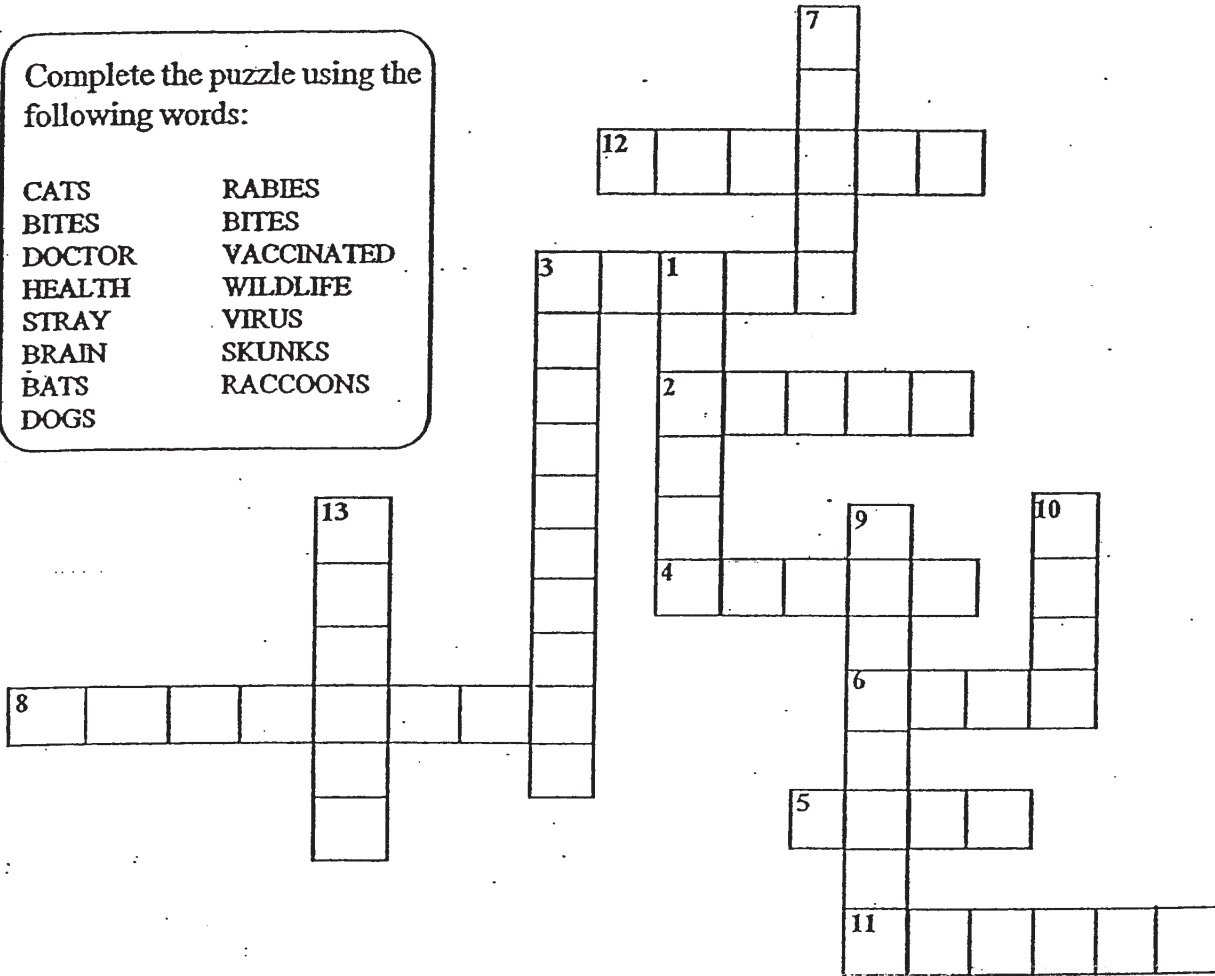 Complete the puzzle using the
following words:
CATS RABIES
BITES BITES
DOCTOR VACCINATED
HEALTH WILDLIFE
STRAY VIRUS
BRAIN SKUNKS
BATS RACCOONS
DOGS
7
12
3 1
2
13
9
10
4
6
8
5
11